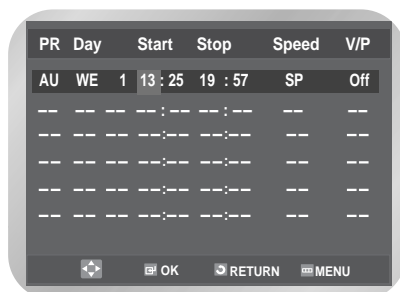 PR Day Start Stop Speed V/P
AU WE 1 13:25 19 : 57 SP Off
–– –– –– ––:–– ––:–– –– ––
–– –– –– ––:–– ––:–– –– ––
–– –– –– ––:–– ––:–– –– ––
–– –– –– ––:–– ––:–– –– ––
–– –– –– ––:–– ––:–– –– ––
OK RETURN MENU